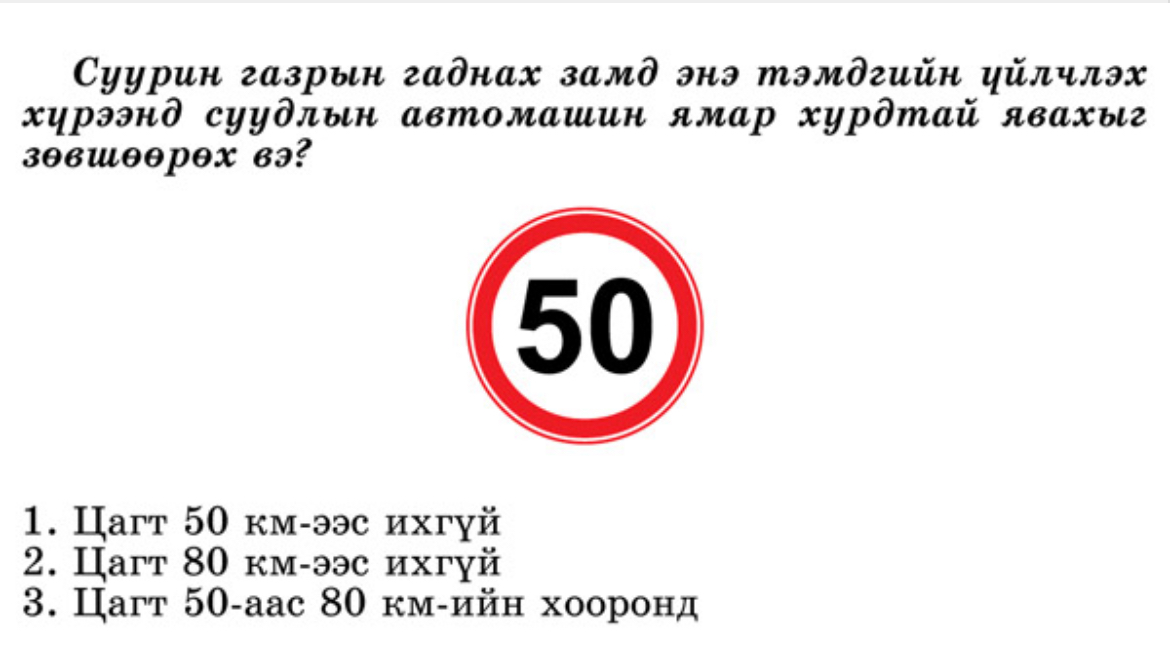 Суурин газрын гаднах замд энэ тэмдгийн үйлчлэх
хүрээнд суудлын автомашин ямар хурдтай явахыг
зөвшөөрөх вэ?
50
1. Цагт 50 км-ээс ихгүй
2. Цагт 80 км-ээс ихгүй
3. Цагт 50-аас 80 км-ийн хооронд